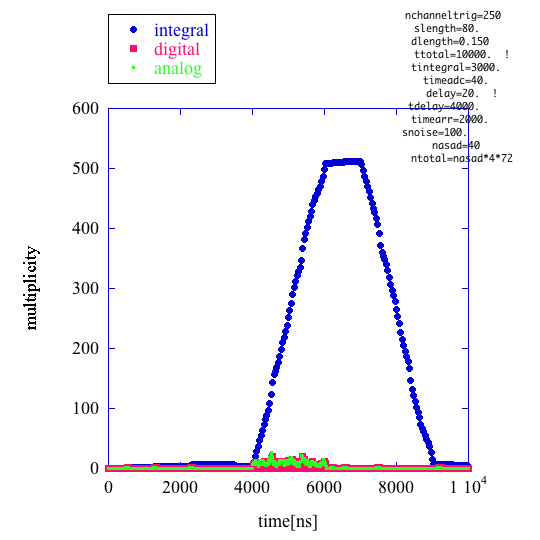 integral
digital
analog
nchanneltrig=250
slength=80.
dlength=0.150
ttotal=10000. !
tintegral=3000.
timeadc=40.
delay=20. !
tdelay=4000.
timearr=2000.
snoise=100.
nasad=40
ntotal=nasad*4*72
600
500
400
300
200
100
0
multiplicity
0 2000 4000 6000 8000 1 10^4
time[ns]